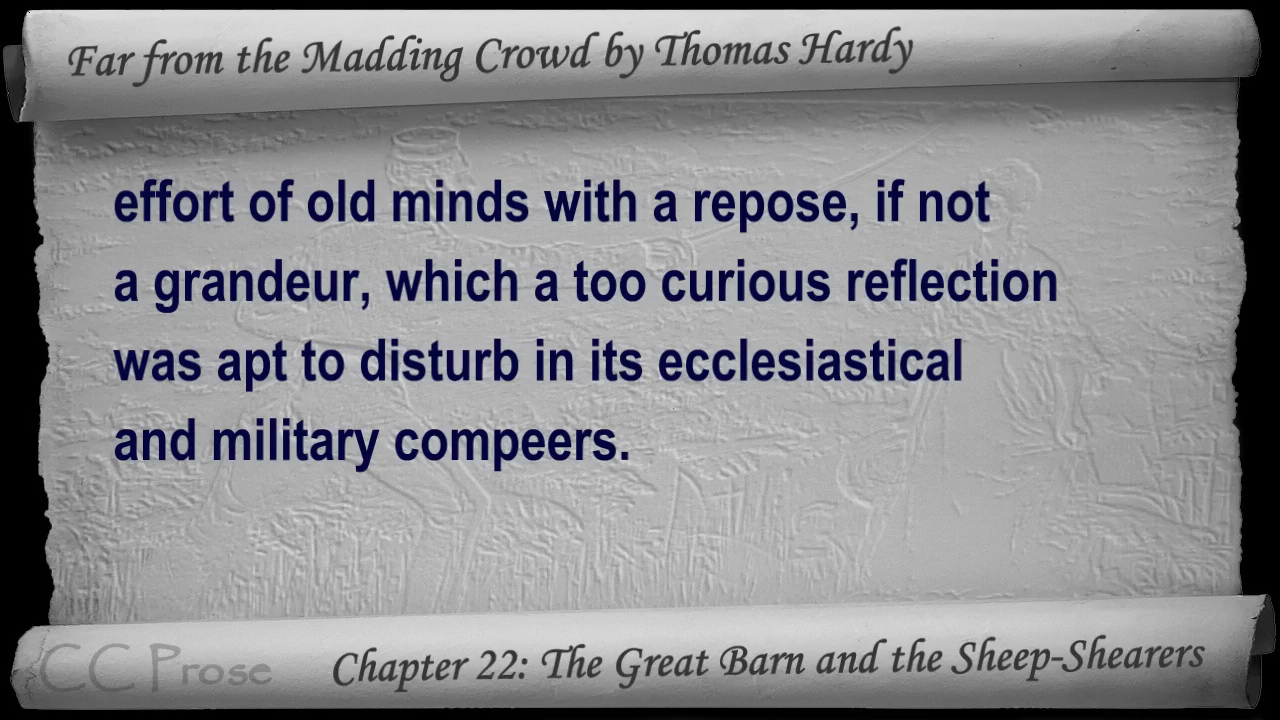 Far from the Madding Crowd by Thomas Hardy
effort of old minds with a repose, if not
a grandeur, which a too curious reflection
was apt to disturb in its ecclesiastical
and military compeers.
CC Prose
Chapter 22: The Great Barn and the Sheep-Shearers